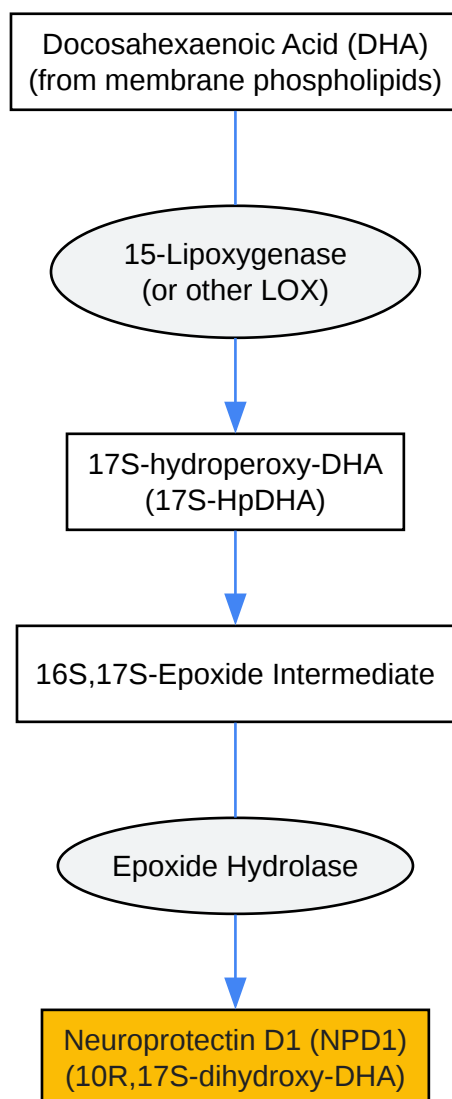 Docosahexaenoic Acid (DHA)
(from membrane phospholipids)
15-Lipoxygenase
(or other LOX)
17S-hydroperoxy-DHA
(17S-HpDHA)
16S,17S-Epoxide Intermediate
Epoxide Hydrolase
Neuroprotectin D1 (NPD1)
(10R,17S-dihydroxy-DHA)